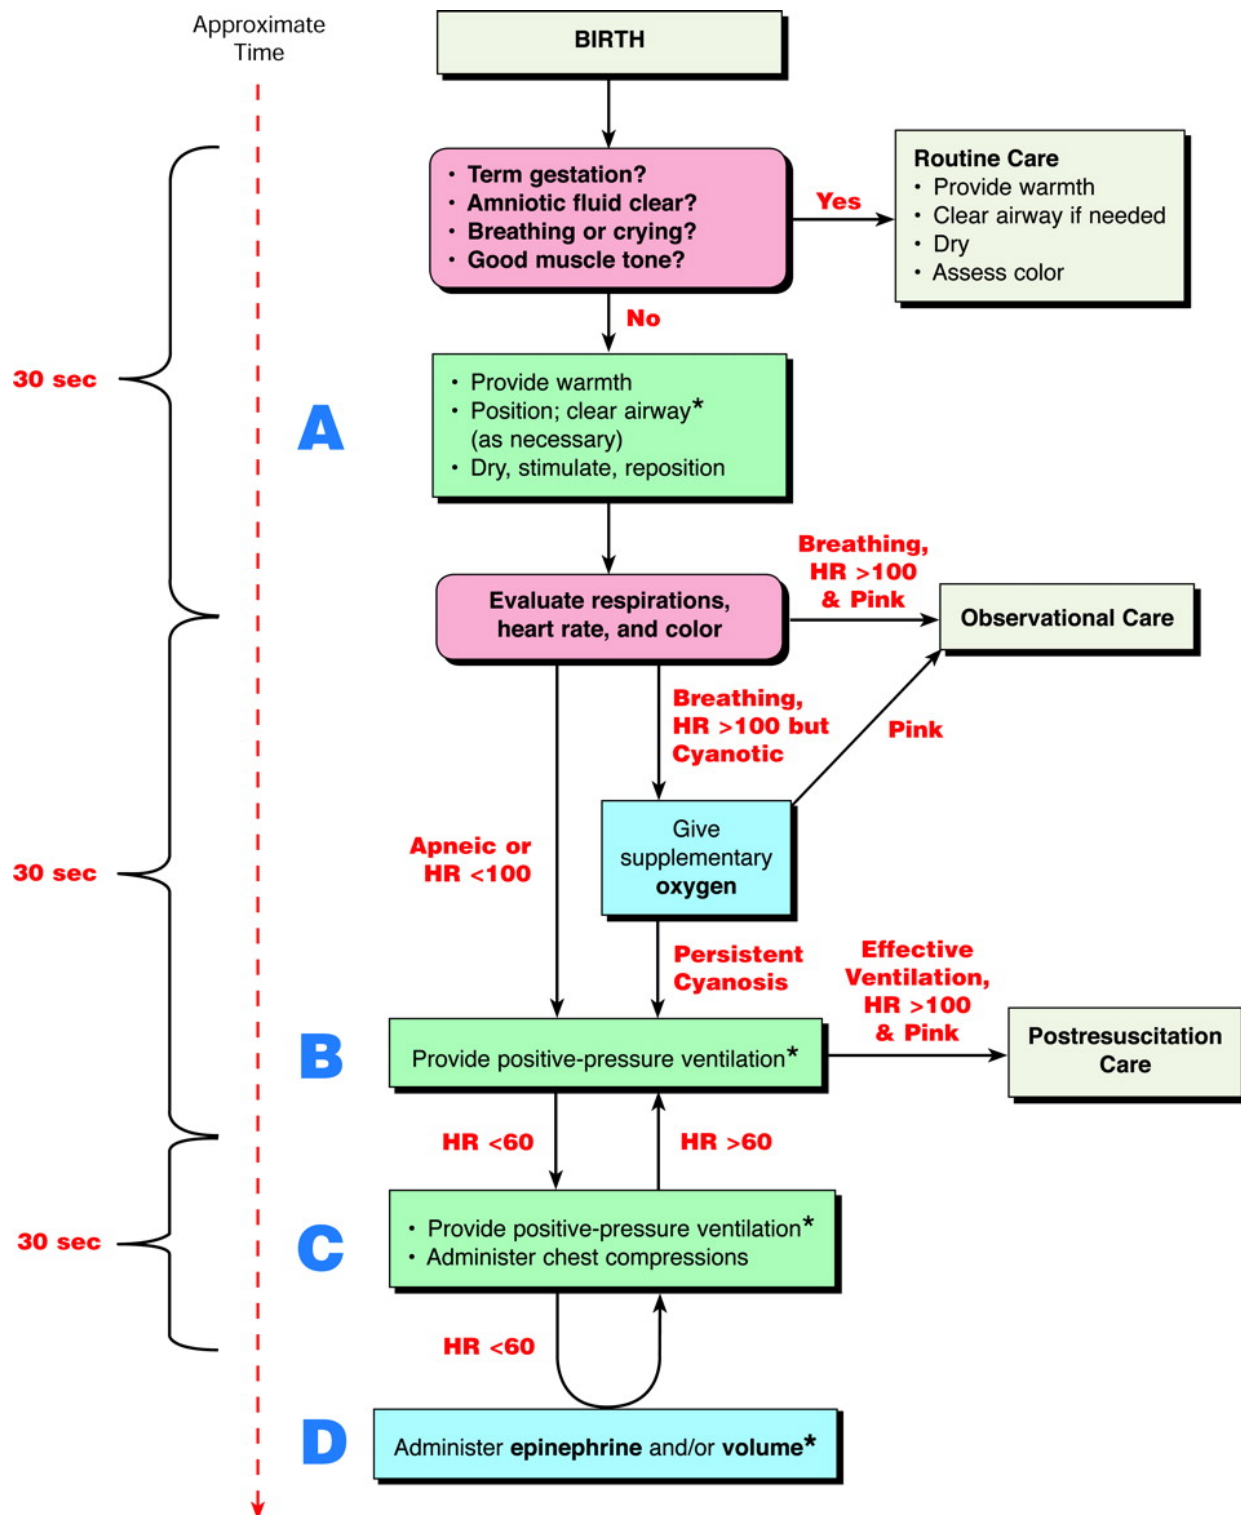 Approximate
Time
BIRTH
• Term gestation?
• Amniotic fluid clear?
• Breathing or crying?
• Good muscle tone?
Yes
Routine Care
• Provide warmth
• Clear airway if needed
• Dry
• Assess color
No
30 sec
A
• Provide warmth
• Position; clear airway*
(as necessary)
• Dry, stimulate, reposition
Breathing,
HR >100
& Pink
Evaluate respirations,
heart rate, and color
Observational Care
Breathing,
HR >100 but
Cyanotic
Pink
30 sec
Apneic or
HR <100
Give
supplementary
oxygen
Persistent
Cyanosis
Effective
Ventilation,
HR >100
& Pink
B
Provide positive-pressure ventilation*
Postresuscitation
Care
HR <60
HR >60
30 sec
C
• Provide positive-pressure ventilation*
• Administer chest compressions
HR <60
D
Administer epinephrine and/or volume*